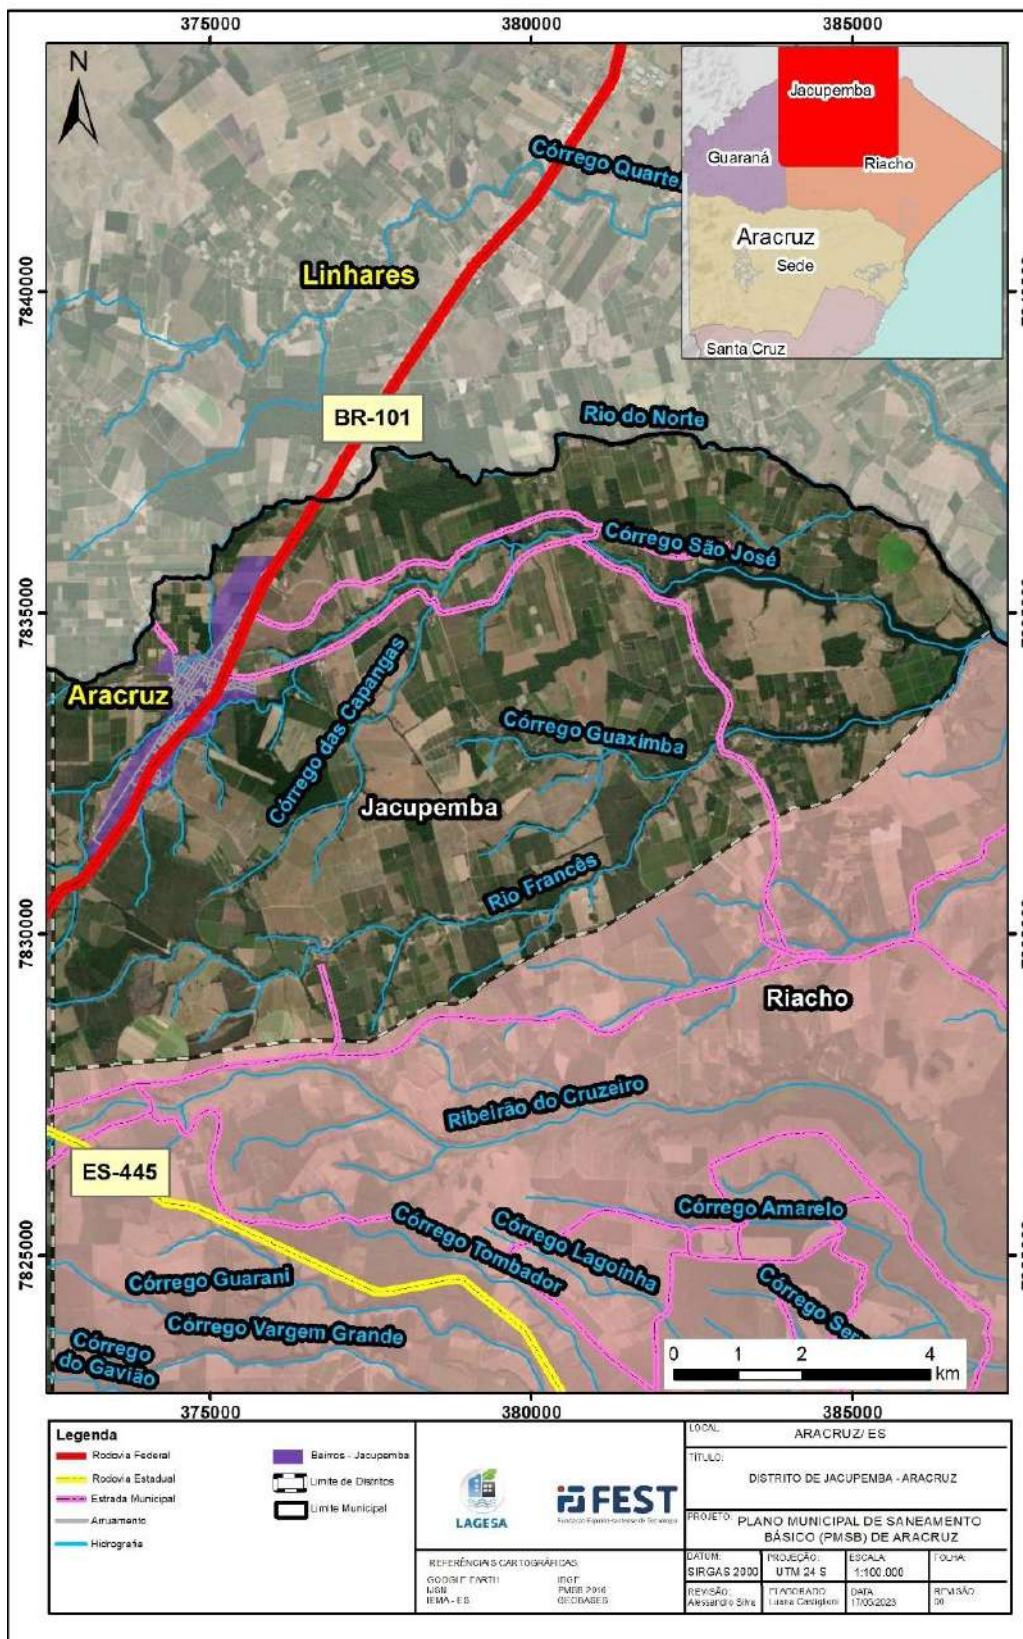 375000
380000
385000
N
Jacupemba
Guaraná
Riacho
Aracruz
Sede
Santa Cruz
Córrego Quartel
7840000
Linhares
BR-101
Rio do Norte
Córrego São José
7835000
Aracruz
Córrego das Capangas
Córrego Guaximba
Jacupemba
Rio Francês
7830000
Riacho
Ribeirão do Cruzeiro
ES-445
Córrego Amarelo
Córrego Lagoinha
Córrego Tombador
7825000
Córrego Guarani
Córrego Vargem Grande
Córrego
do Gavião
0 1 2 4
km
375000
380000
385000
Legenda
Rodovia Federal
Rodovia Estadual
Estrada Municipal
Arruamento
Hidrografia
Bairros - Jacupemba
Limite de Distritos
Limite Municipal
LAGESA
FEST
REFERÊNCIAS CARTOGRÁFICAS:
GOOGLE EARTH
IJSN
IEMA - ES
IBGE
PMSB 2016
GEOBASES
LOCAL:
ARACRUZ/ ES
TÍTULO:
DISTRITO DE JACUPEMBA - ARACRUZ
PROJETO: PLANO MUNICIPAL DE SANEAMENTO
BÁSICO (PMSB) DE ARACRUZ
DATUM:
SIRGAS 2000
PROJEÇÃO:
UTM 24 S
ESCALA:
1:100.000
FOLHA:
REVISÃO:
Alessandro Silva
ELABORADO:
Luana Castiglioni
DATA
17/05/2023
REVISÃO
00